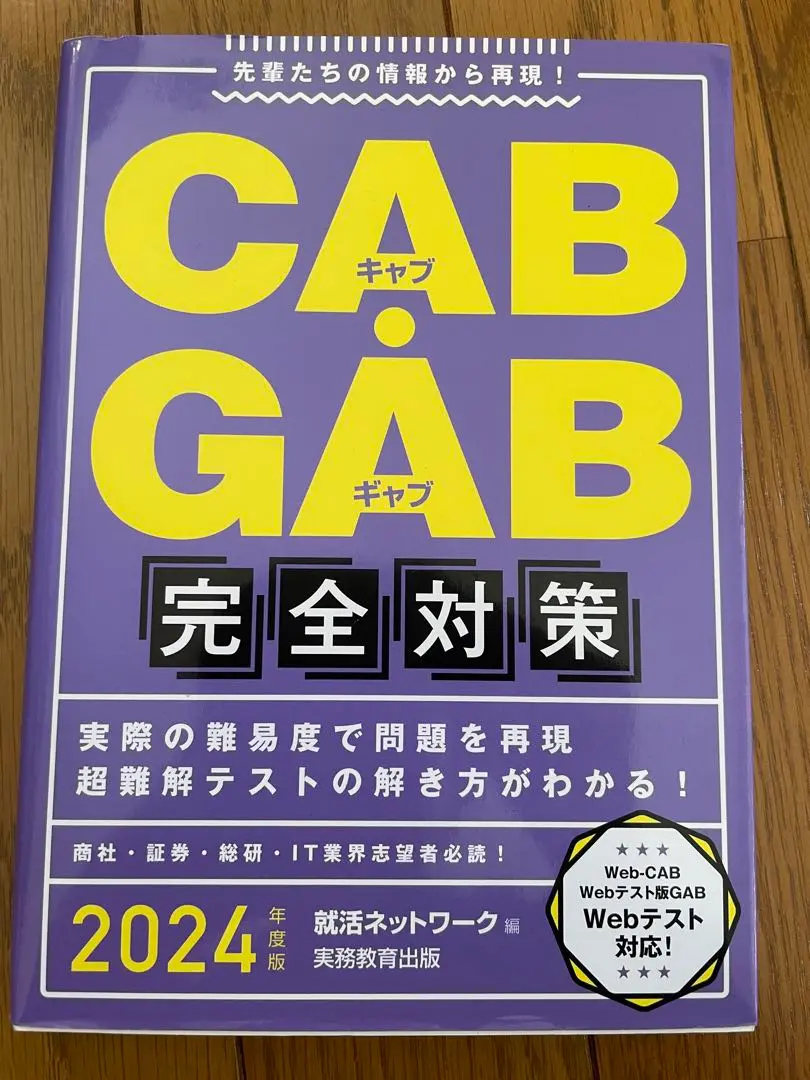 先輩たちの情報から再現!
CAB
キャブ
・
GAB
ギャブ
完全対策
実際の難易度で問題を再現
超難解テストの解き方がわかる!
商社・証券・総研・IT業界志望者必読!
2024年度版
就活ネットワーク 編
実務教育出版
★★★
Web-CAB
Webテスト版GAB
Webテスト
対応!
★★★